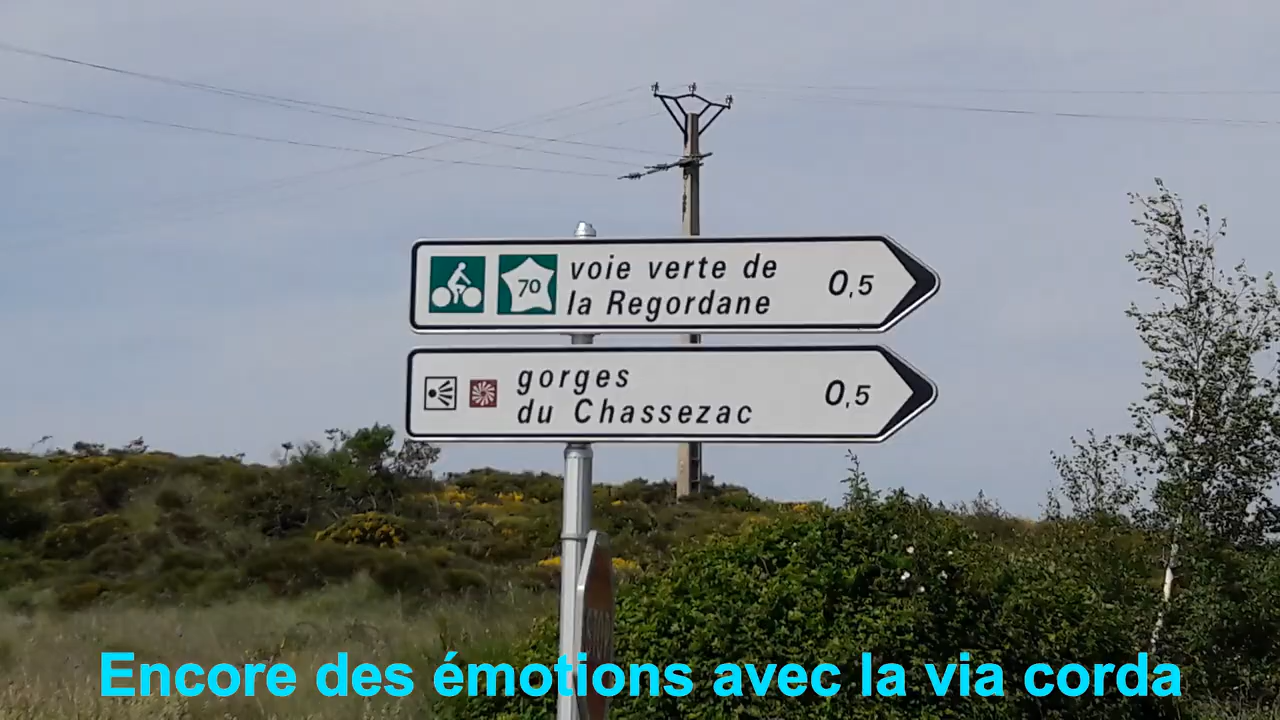 voie verte de
70
la Regordane
0,5
gorges
du Chassezac
0,5
Encore des émotions avec la via corda